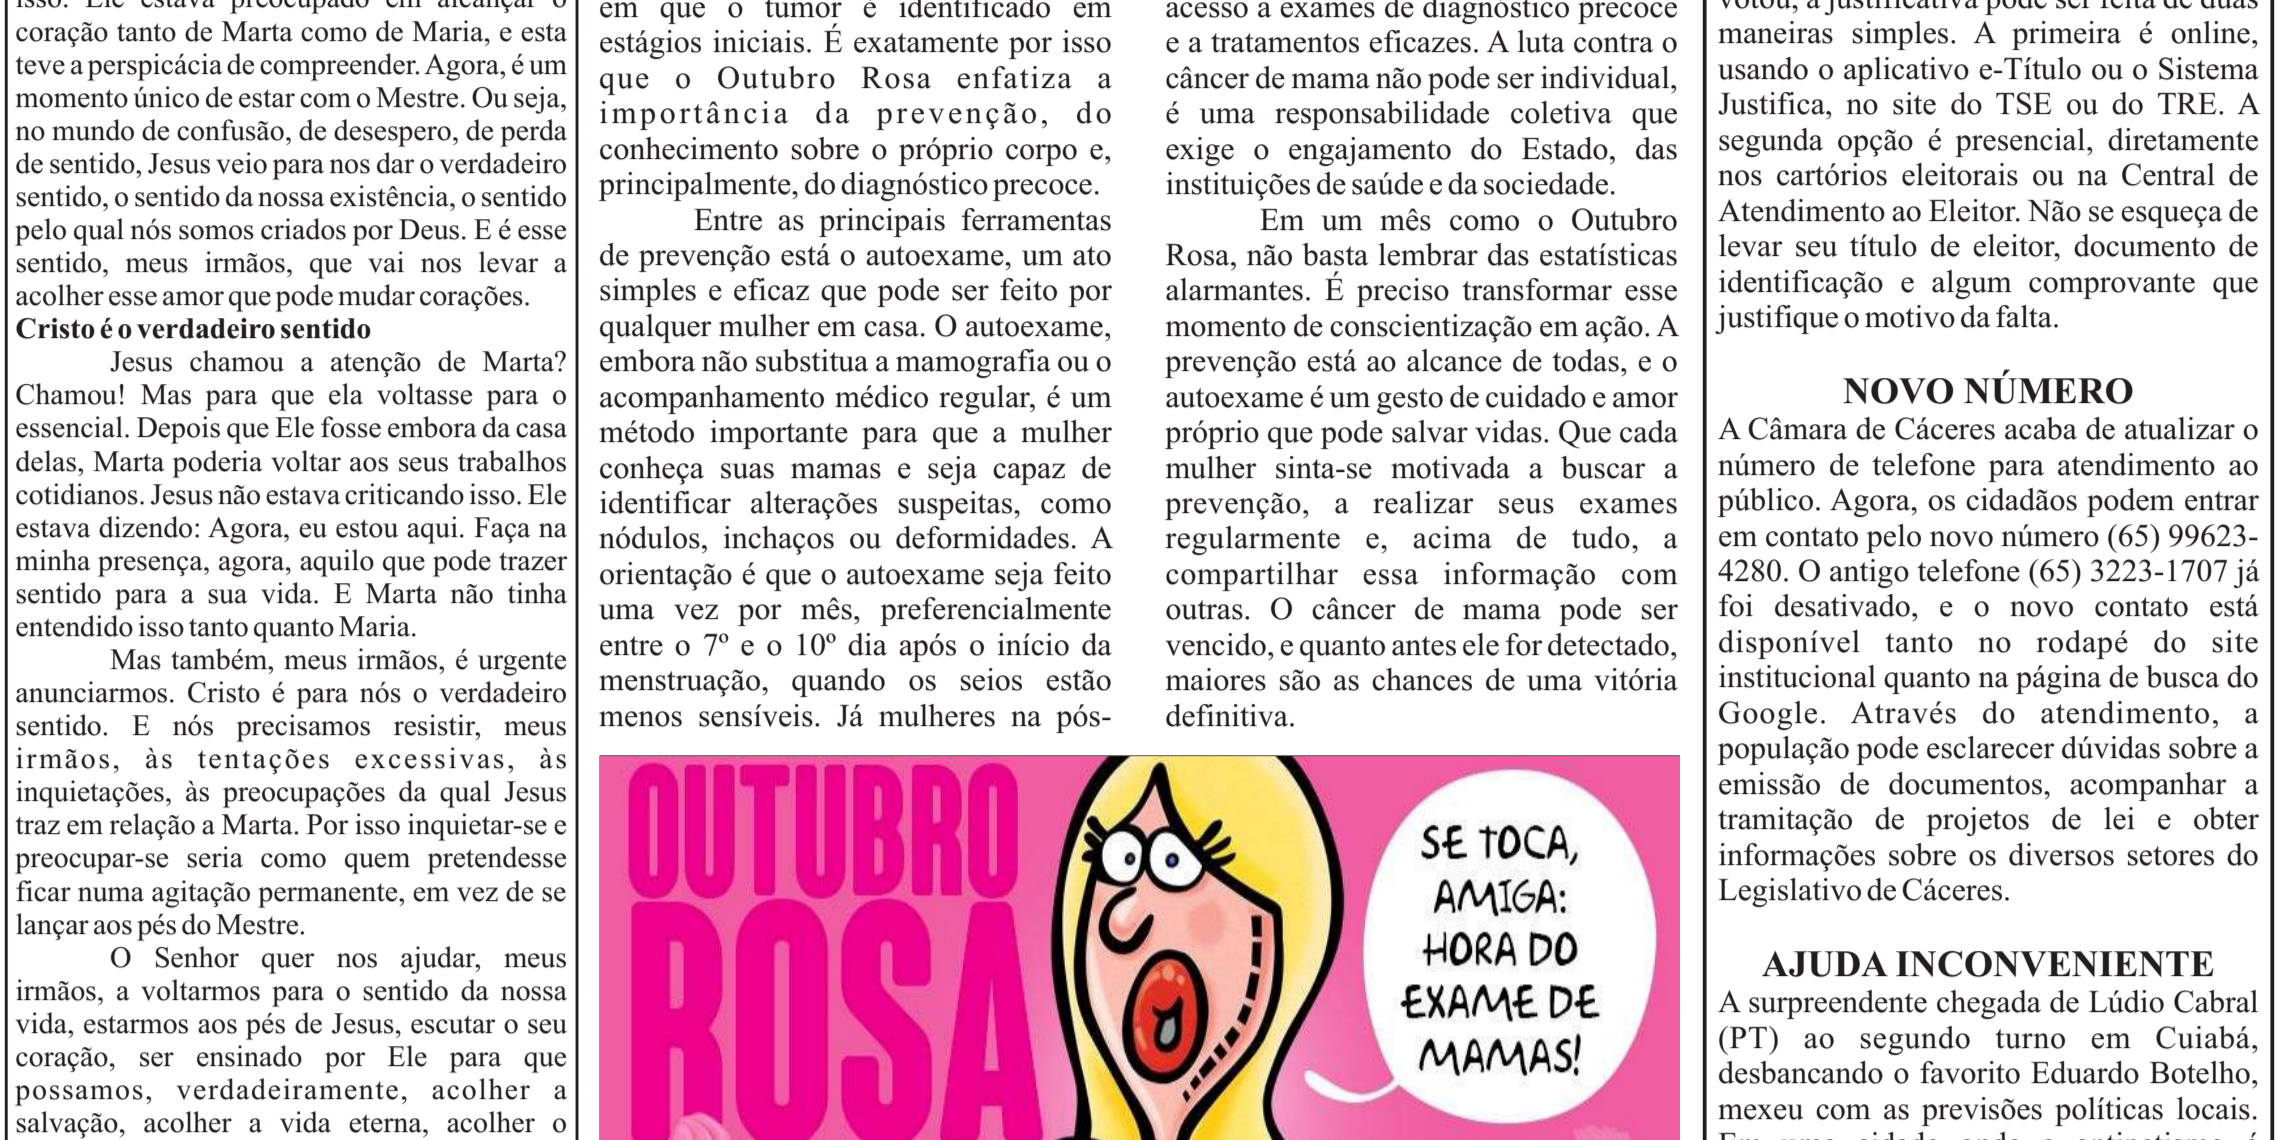 isso. Ele estava preocupado em alcançar o
coração tanto de Marta como de Maria, e esta
teve a perspicácia de compreender. Agora, é um
momento único de estar com o Mestre. Ou seja,
no mundo de confusão, de desespero, de perda
de sentido, Jesus veio para nos dar o verdadeiro
sentido, o sentido da nossa existência, o sentido
pelo qual nós somos criados por Deus. E é esse
sentido, meus irmãos, que vai nos levar a
acolher esse amor que pode mudar corações.
Cristo é o verdadeiro sentido
Jesus chamou a atenção de Marta?
Chamou! Mas para que ela voltasse para o
essencial. Depois que Ele fosse embora da casa
delas, Marta poderia voltar aos seus trabalhos
cotidianos. Jesus não estava criticando isso. Ele
estava dizendo: Agora, eu estou aqui. Faça na
minha presença, agora, aquilo que pode trazer
sentido para a sua vida. E Marta não tinha
entendido isso tanto quanto Maria.
Mas também, meus irmãos, é urgente
anunciarmos. Cristo é para nós o verdadeiro
sentido. E nós precisamos resistir, meus
irmãos, às tentações excessivas, às
inquietações, às preocupações da qual Jesus
traz em relação a Marta. Por isso inquietar-se e
preocupar-se seria como quem pretendesse
ficar numa agitação permanente, em vez de se
lançar aos pés do Mestre.
O Senhor quer nos ajudar, meus
irmãos, a voltarmos para o sentido da nossa
vida, estarmos aos pés de Jesus, escutar o seu
coração, ser ensinado por Ele para que
possamos, verdadeiramente, acolher a
salvação, acolher a vida eterna, acolher o
em que o tumor é identificado em
estágios iniciais. É exatamente por isso
que o Outubro Rosa enfatiza a
importância da prevenção, do
conhecimento sobre o próprio corpo e,
principalmente, do diagnóstico precoce.
Entre as principais ferramentas
de prevenção está o autoexame, um ato
simples e eficaz que pode ser feito por
qualquer mulher em casa. O autoexame,
embora não substitua a mamografia ou o
acompanhamento médico regular, é um
método importante para que a mulher
conheça suas mamas e seja capaz de
identificar alterações suspeitas, como
nódulos, inchaços ou deformidades. A
orientação é que o autoexame seja feito
uma vez por mês, preferencialmente
entre o 7º e o 10º dia após o início da
menstruação, quando os seios estão
menos sensíveis. Já mulheres na pós-
acesso a exames de diagnóstico precoce
e a tratamentos eficazes. A luta contra o
câncer de mama não pode ser individual,
é uma responsabilidade coletiva que
exige o engajamento do Estado, das
instituições de saúde e da sociedade.
Em um mês como o Outubro
Rosa, não basta lembrar das estatísticas
alarmantes. É preciso transformar esse
momento de conscientização em ação. A
prevenção está ao alcance de todas, e o
autoexame é um gesto de cuidado e amor
próprio que pode salvar vidas. Que cada
mulher sinta-se motivada a buscar a
prevenção, a realizar seus exames
regularmente e, acima de tudo, a
compartilhar essa informação com
outras. O câncer de mama pode ser
vencido, e quanto antes ele for detectado,
maiores são as chances de uma vitória
definitiva.
OUTUBRO
ROSA
SE TOCA,
AMIGA:
HORA DO
EXAME DE
MAMAS!
votou, a justificativa pode ser feita de duas
maneiras simples. A primeira é online,
usando o aplicativo e-Título ou o Sistema
Justifica, no site do TSE ou do TRE. A
segunda opção é presencial, diretamente
nos cartórios eleitorais ou na Central de
Atendimento ao Eleitor. Não se esqueça de
levar seu título de eleitor, documento de
identificação e algum comprovante que
justifique o motivo da falta.
NOVO NÚMERO
A Câmara de Cáceres acaba de atualizar o
número de telefone para atendimento ao
público. Agora, os cidadãos podem entrar
em contato pelo novo número (65) 99623-
4280. O antigo telefone (65) 3223-1707 já
foi desativado, e o novo contato está
disponível tanto no rodapé do site
institucional quanto na página de busca do
Google. Através do atendimento, a
população pode esclarecer dúvidas sobre a
emissão de documentos, acompanhar a
tramitação de projetos de lei e obter
informações sobre os diversos setores do
Legislativo de Cáceres.
AJUDA INCONVENIENTE
A surpreendente chegada de Lúdio Cabral
(PT) ao segundo turno em Cuiabá,
desbancando o favorito Eduardo Botelho,
mexeu com as previsões políticas locais.